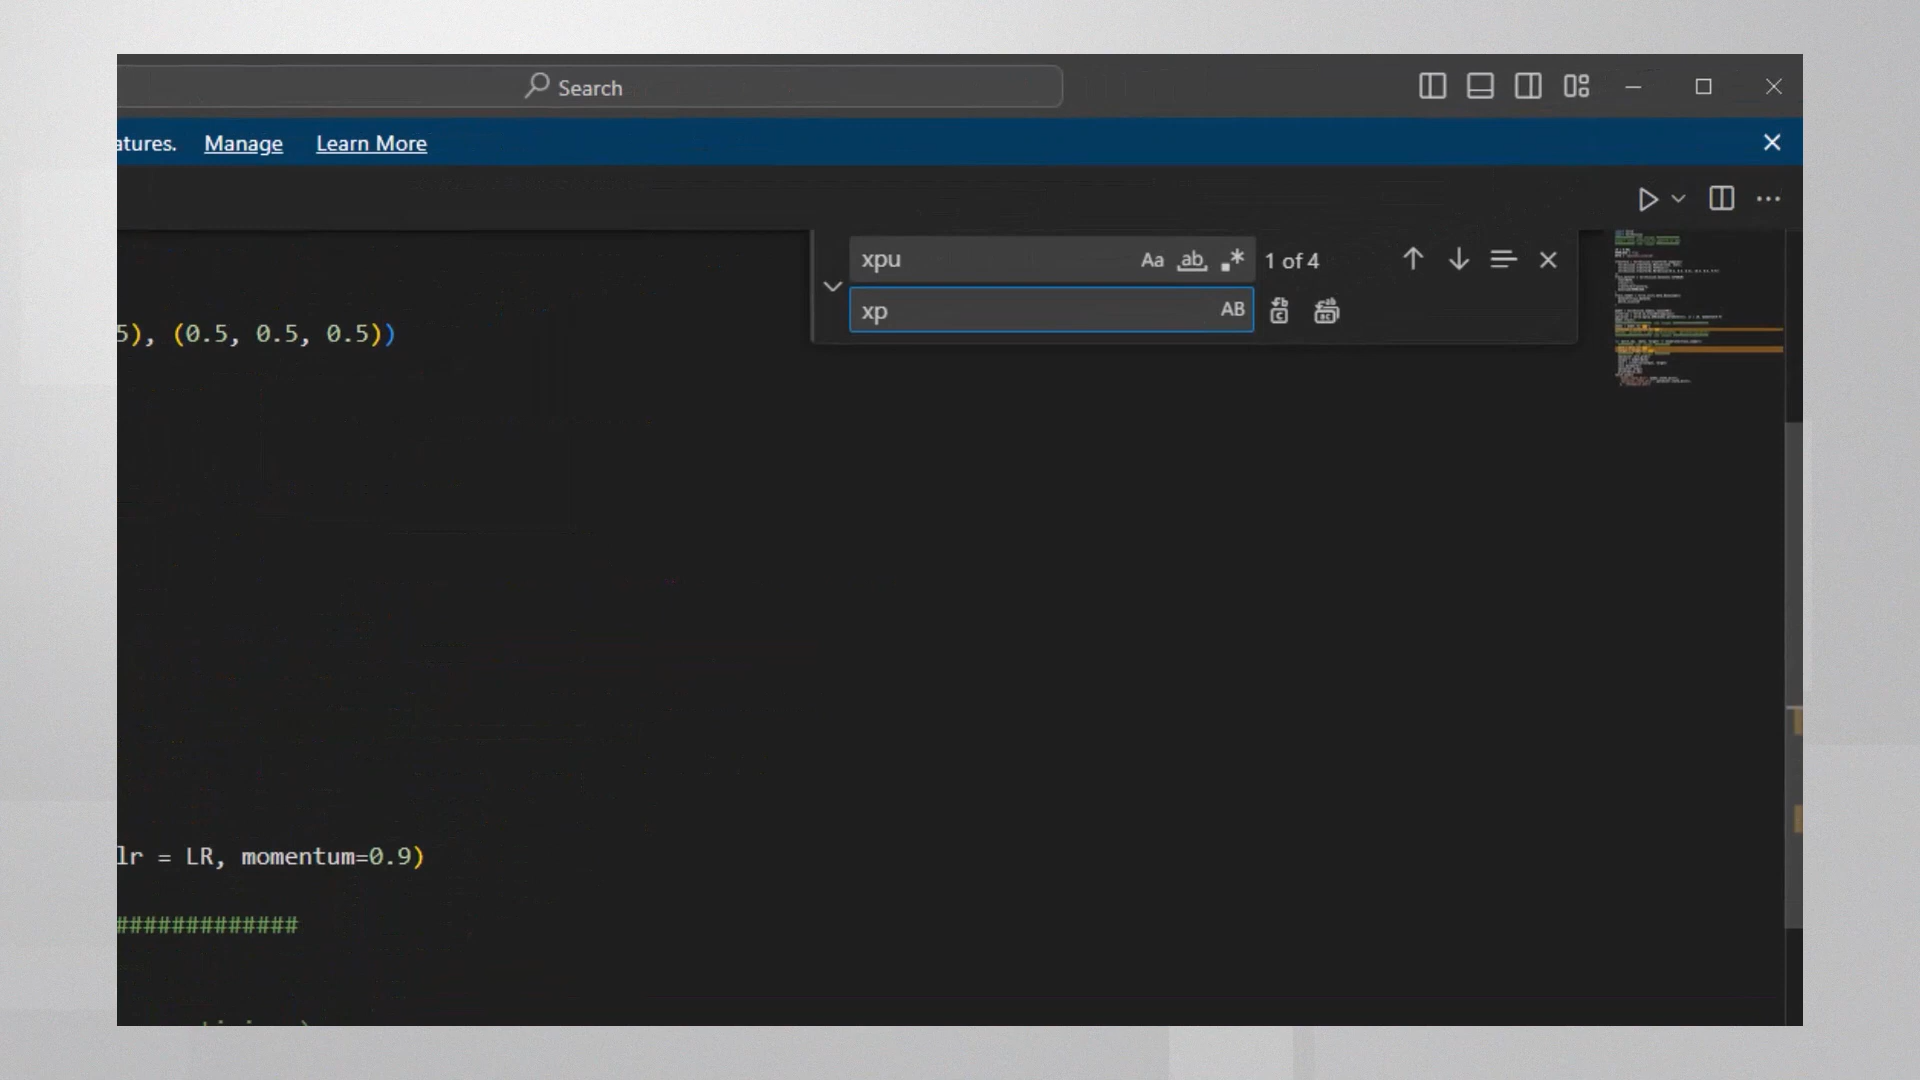 Search
atures. Manage Learn More
xpu Aa ab 1 of 4
xp AB
5), (0.5, 0.5, 0.5))
lr = LR, momentum=0.9)
#############